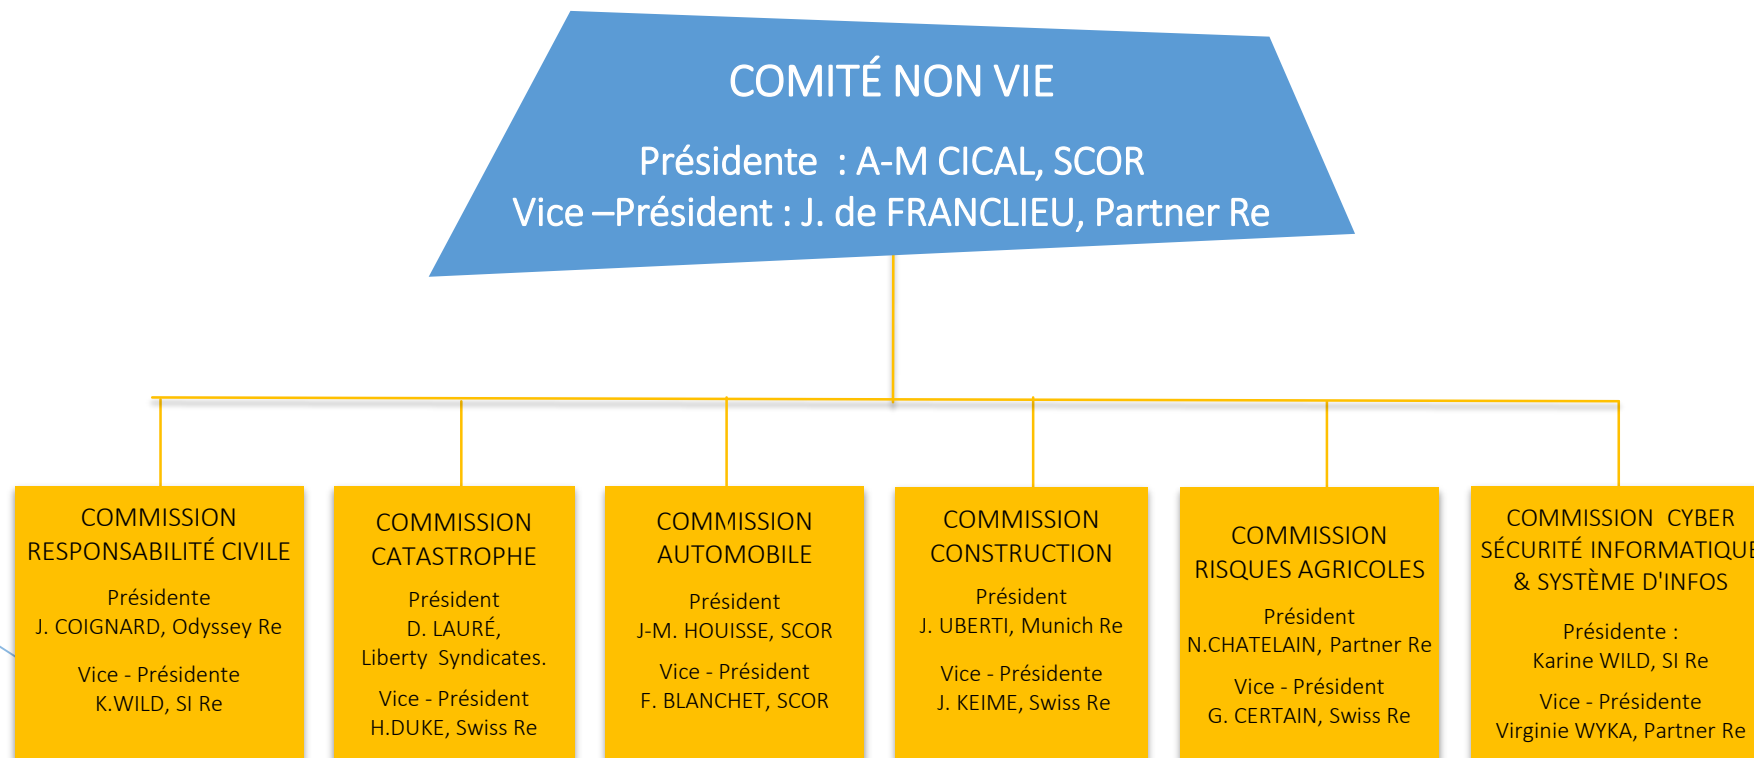 COMITÉ NON VIE
Présidente : A-M CICAL, SCOR
Vice –Président : J. de FRANCLIEU, Partner Re
COMMISSION
RESPONSABILITÉ CIVILE
Présidente
J. COIGNARD, Odyssey Re
Vice - Présidente
K.WILD, SI Re
COMMISSION
CATASTROPHE
Président
D. LAURÉ,
Liberty Syndicates.
Vice - Président
H.DUKE, Swiss Re
COMMISSION
AUTOMOBILE
Président
J-M. HOUISSE, SCOR
Vice - Président
F. BLANCHET, SCOR
COMMISSION
CONSTRUCTION
Président
J. UBERTI, Munich Re
Vice - Présidente
J. KEIME, Swiss Re
COMMISSION
RISQUES AGRICOLES
Président
N.CHATELAIN, Partner Re
Vice - Président
G. CERTAIN, Swiss Re
COMMISSION CYBER
SÉCURITÉ INFORMATIQUE
& SYSTÈME D'INFOS
Présidente :
Karine WILD, SI Re
Vice - Présidente
Virginie WYKA, Partner Re